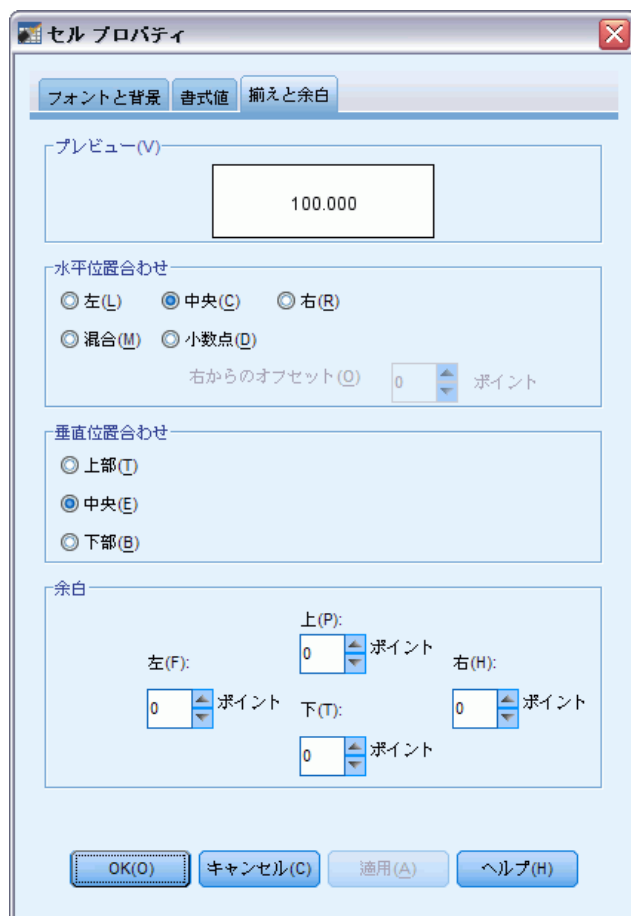 セル プロパティ
フォントと背景 書式値 揃えと余白
プレビュー(V)
100.000
水平位置合わせ
左(L) 中央(C) 右(R)
混合(M) 小数点(D)
右からのオフセット(O) 0 ポイント
垂直位置合わせ
上部(T)
中央(E)
下部(B)
余白
上(P):
0 ポイント
左(F): 右(H):
0 ポイント 下(T): 0 ポイント
0 ポイント
OK(O) キャンセル(C) 適用(A) ヘルプ(H)